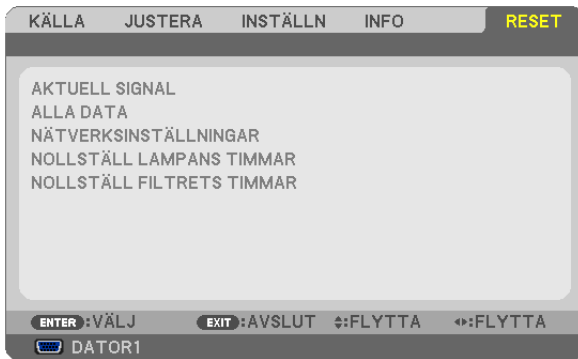 KÄLLA JUSTERA INSTÄLLN INFO RESET
AKTUELL SIGNAL
ALLA DATA
NÄTVERKSINSTÄLLNINGAR
NOLLSTÄLL LAMPANS TIMMAR
NOLLSTÄLL FILTRETS TIMMAR
ENTER :VÄLJ EXIT :AVSLUT :FLYTTA :FLYTTA
DATOR1